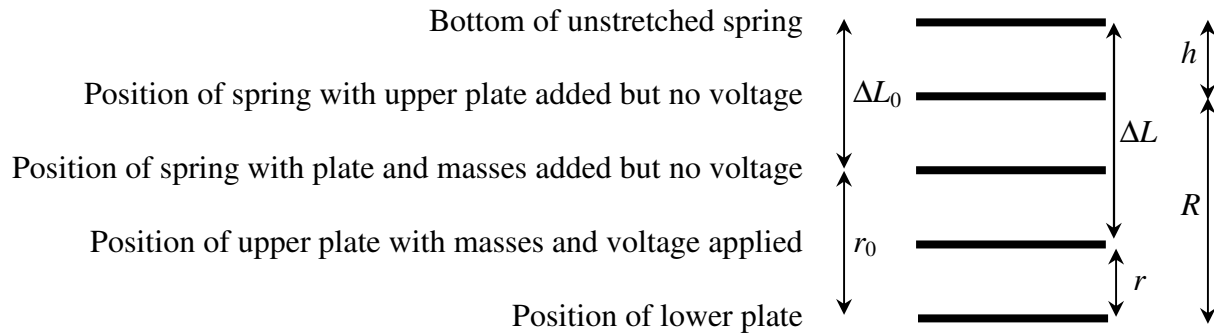 Bottom of unstretched spring
h
Position of spring with upper plate added but no voltage
ΔL₀
ΔL
Position of spring with plate and masses added but no voltage
R
Position of upper plate with masses and voltage applied
r₀
r
Position of lower plate